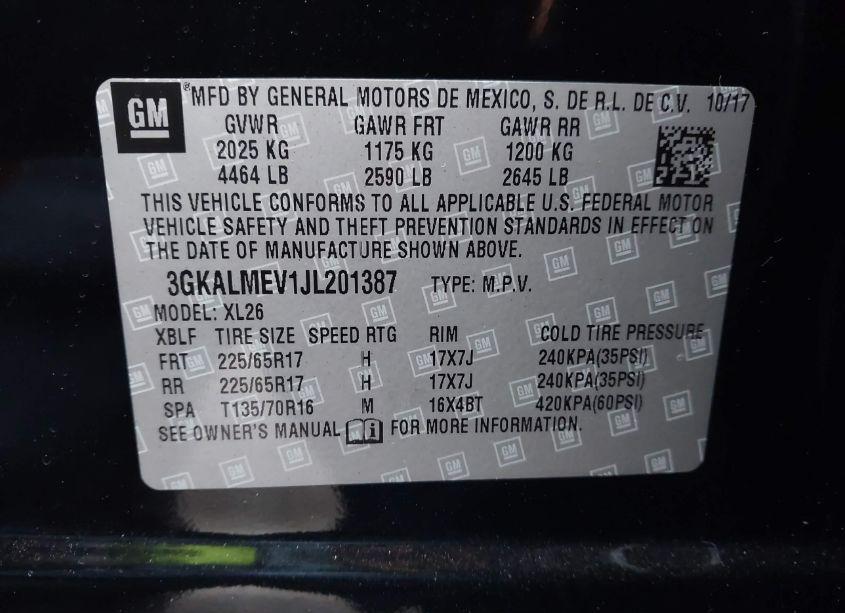 GM
®MFD BY GENERAL MOTORS DE MEXICO, S. DE R.L. DE C.V. 10/17
GVWR GAWR FRT GAWR RR
2025 KG 1175 KG 1200 KG
4464 LB 2590 LB 2645 LB
THIS VEHICLE CONFORMS TO ALL APPLICABLE U.S. FEDERAL MOTOR
VEHICLE SAFETY AND THEFT PREVENTION STANDARDS IN EFFECT ON
THE DATE OF MANUFACTURE SHOWN ABOVE.
3GKALMEV1JL201387 TYPE: M.P.V.
MODEL: XL26
XBLF TIRE SIZE SPEED RTG RIM COLD TIRE PRESSURE
FRT 225/65R17 H 17X7J 240KPA(35PSI)
RR 225/65R17 H 17X7J 240KPA(35PSI)
SPA T135/70R16 M 16X4BT 420KPA(60PSI)
SEE OWNER'S MANUAL i FOR MORE INFORMATION.